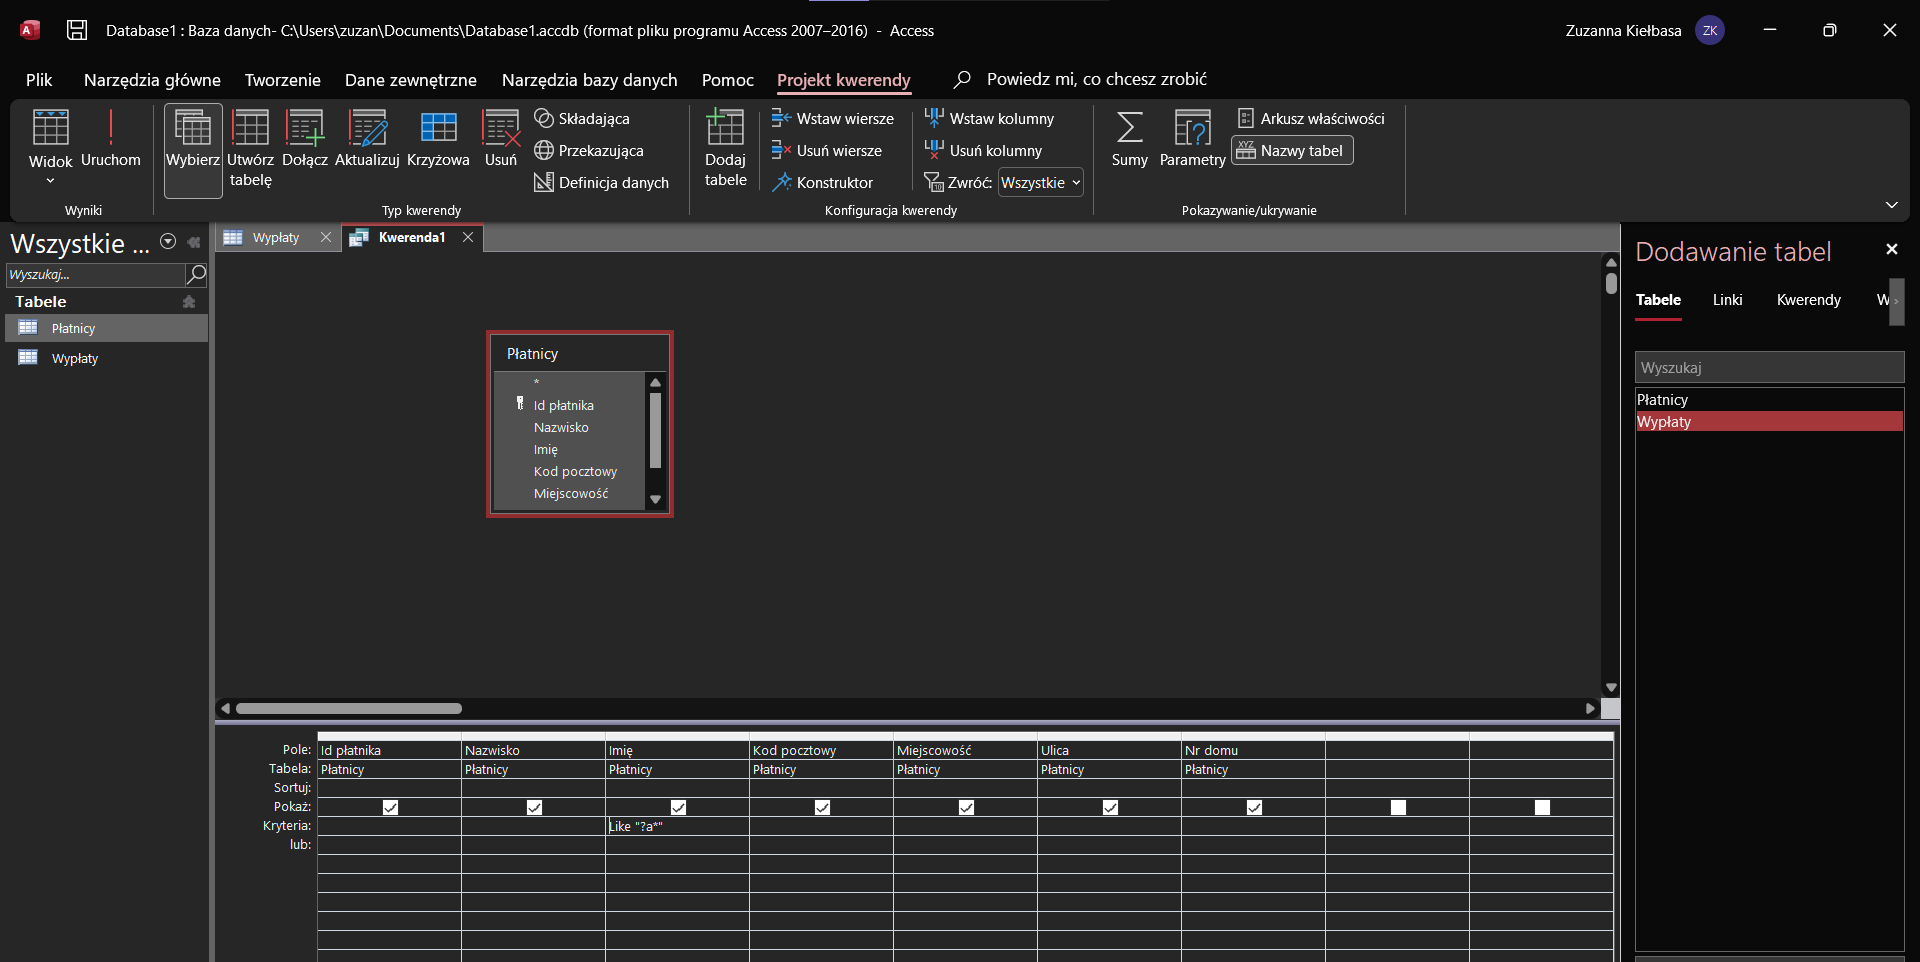 Database1 : Baza danych- C:\Users\zuzan\Documents\Database1.accdb (format pliku programu Access 2007–2016)  -  Access
Zuzanna Kiełbasa
ZK
Plik Narzędzia główne Tworzenie Dane zewnętrzne Narzędzia bazy danych Pomoc Projekt kwerendy Powiedz mi, co chcesz zrobić
Widok
Uruchom
Wyniki
Wybierz
Utwórz
tabelę
Dołącz
Aktualizuj
Krzyżowa
Usuń
Składająca
Przekazująca
Definicja danych
Typ kwerendy
Dodaj
tabele
Wstaw wiersze
Usuń wiersze
Konstruktor
Wstaw kolumny
Usuń kolumny
Zwróć: Wszystkie
Konfiguracja kwerendy
Sumy
Parametry
Arkusz właściwości
XYZ Nazwy tabel
Pokazywanie/ukrywanie
Wszystkie ...
Wyszukaj...
Tabele
Płatnicy
Wypłaty
Wypłaty
Kwerenda1
Płatnicy
*
Id płatnika
Nazwisko
Imię
Kod pocztowy
Miejscowość
Pole: Id płatnika Nazwisko Imię Kod pocztowy Miejscowość Ulica Nr domu
Tabela: Płatnicy Płatnicy Płatnicy Płatnicy Płatnicy Płatnicy Płatnicy
Sortuj:
Pokaż:
Kryteria: Like "?a*"
lub:
Dodawanie tabel
Tabele Linki Kwerendy W
Wyszukaj
Płatnicy
Wypłaty